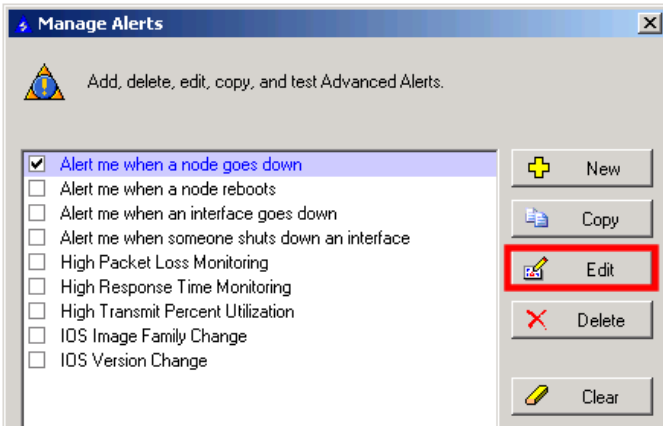 Manage Alerts
Add, delete, edit, copy, and test Advanced Alerts.
Alert me when a node goes down
Alert me when a node reboots
Alert me when an interface goes down
Alert me when someone shuts down an interface
High Packet Loss Monitoring
High Response Time Monitoring
High Transmit Percent Utilization
IOS Image Family Change
IOS Version Change
New
Copy
Edit
Delete
Clear